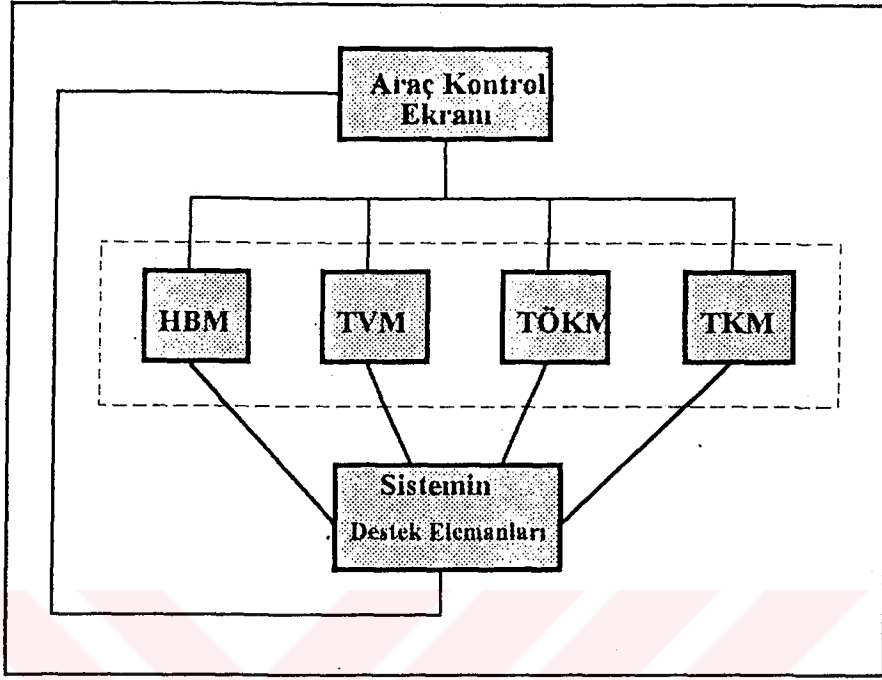 Araç Kontrol
Ekranı
HBM
TVM
TÖKM
TKM
Sistemin
Destek Elemanları